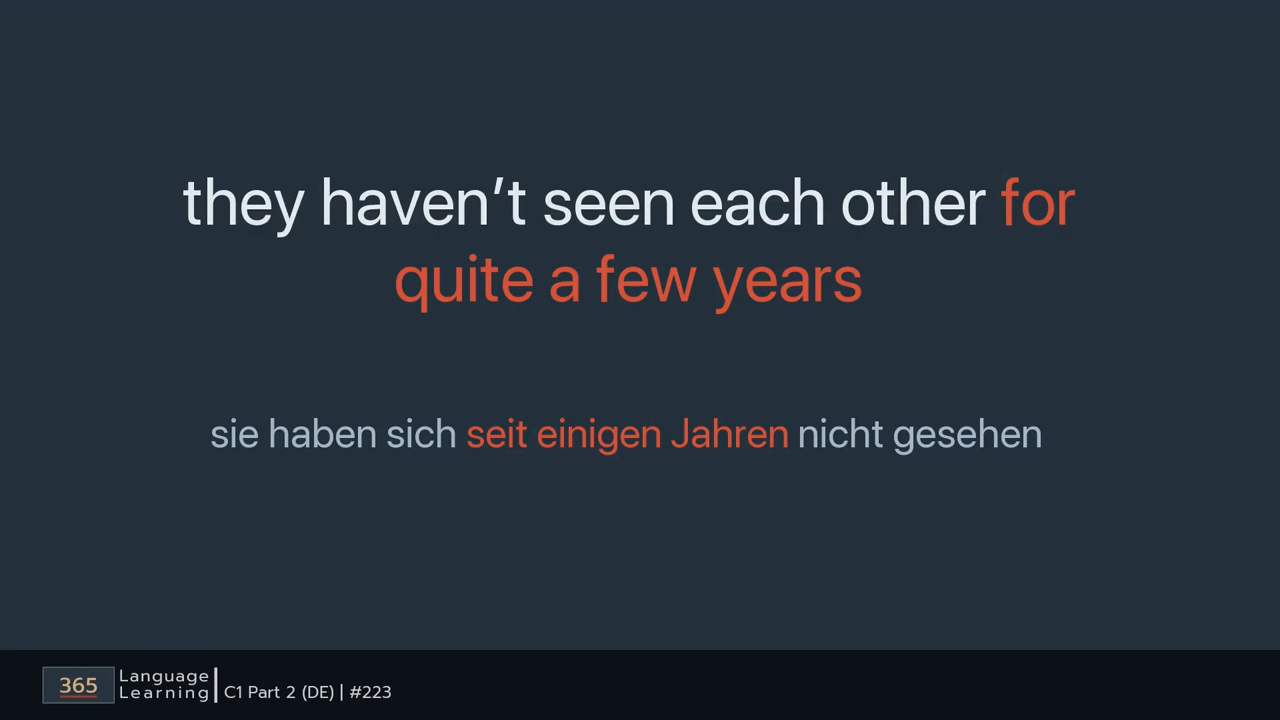 they haven’t seen each other for
quite a few years
sie haben sich seit einigen Jahren nicht gesehen
365
Language
Learning
C1 Part 2 (DE) | #223